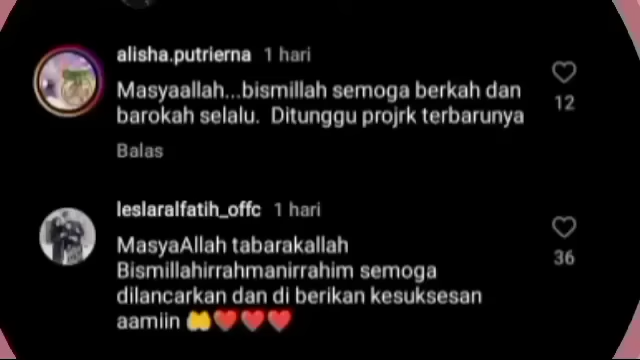 alisha.putrierna 1 hari
Masyaallah...bismillah semoga berkah dan
barokah selalu. Ditunggu projrk terbarunya
12
Balas
leslaralfatih_offc 1 hari
MasyaAllah tabarakallah
Bismillahirrahmanirrahim semoga
dilancarkan dan di berikan kesuksesan
aamiin 🤲❤️❤️❤️
36